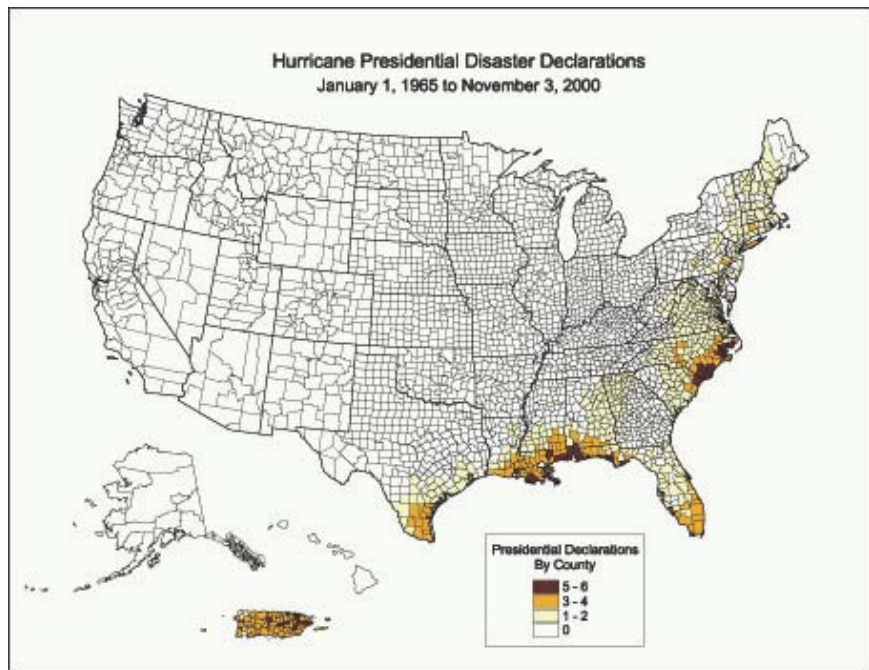 Hurricane Presidential Disaster Declarations
January 1, 1965 to November 3, 2000
Presidential Declarations
By County
5 - 6
3 - 4
1 - 2
0